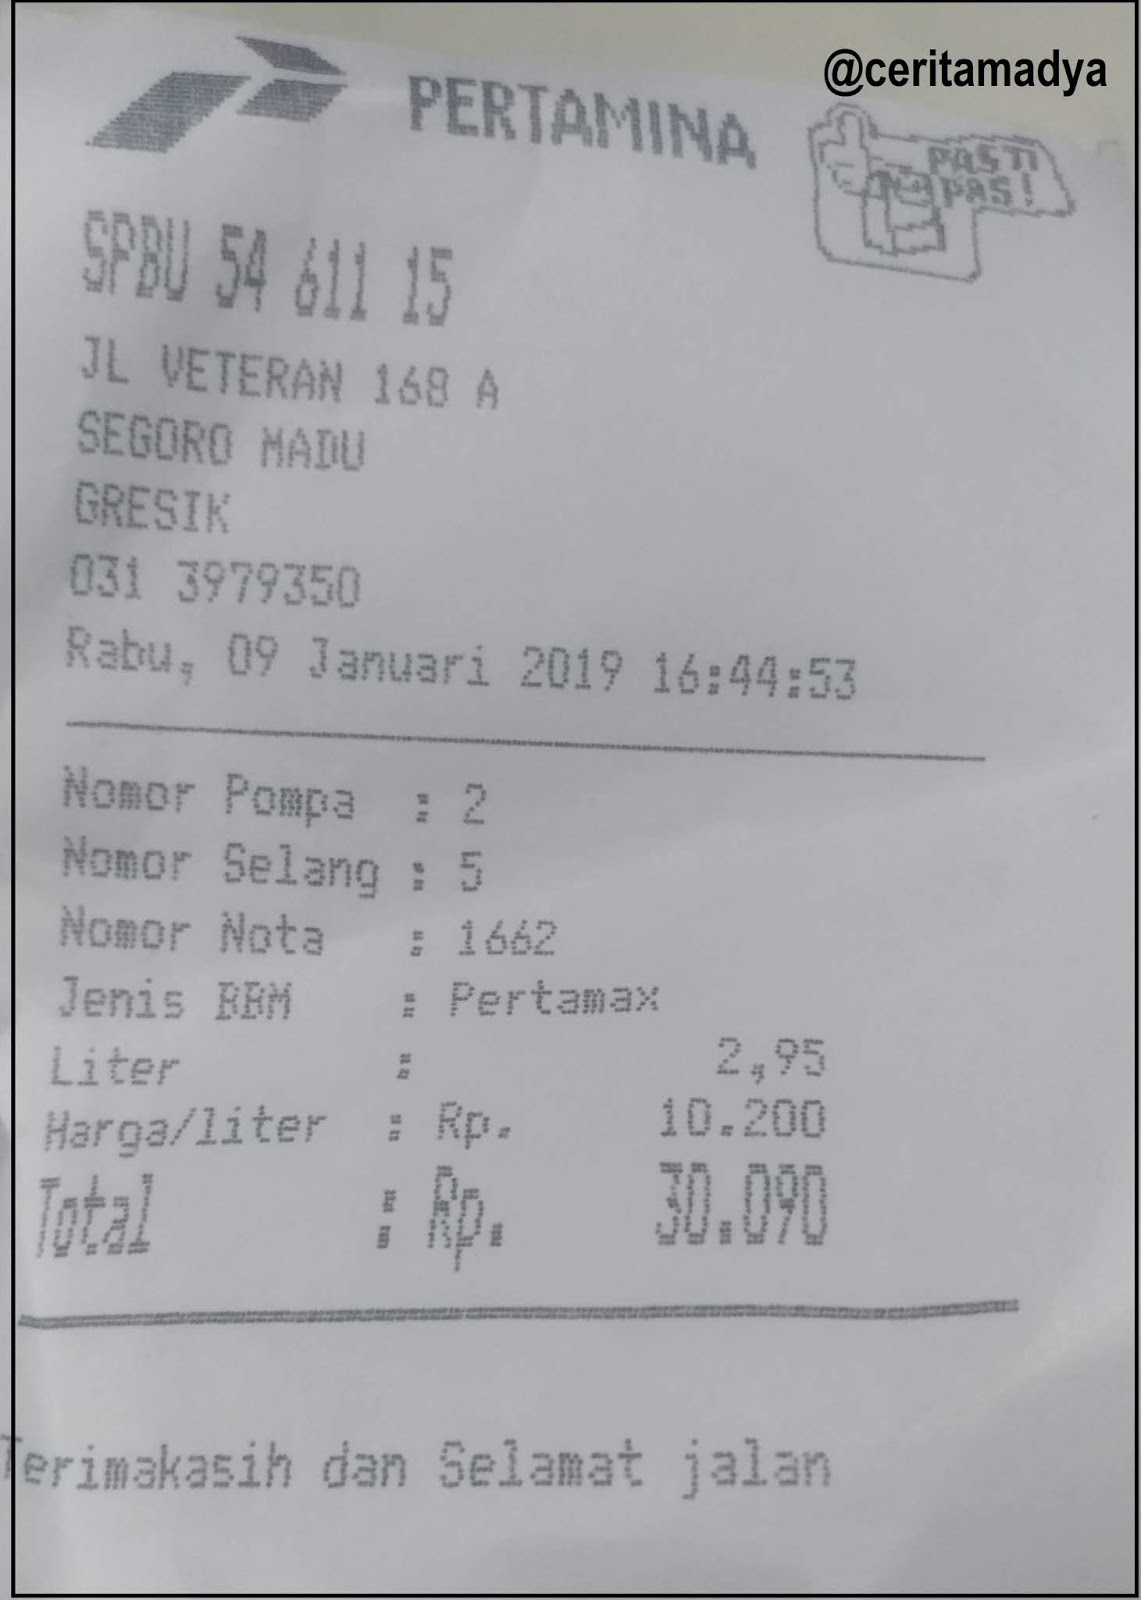 @ceritamadya
PERTAMINA
PASTI
PAS!
SPBU 54 611 15
JL VETERAN 168 A
SEGORO MADU
GRESIK
031 3979350
Rabu, 09 Januari 2019 16:44:53
Nomor Pompa : 2
Nomor Selang : 5
Nomor Nota : 1662
Jenis BBM : Pertamax
Liter : 2,95
Harga/liter : Rp. 10.200
Total : Rp. 30.090
Terimakasih dan Selamat jalan